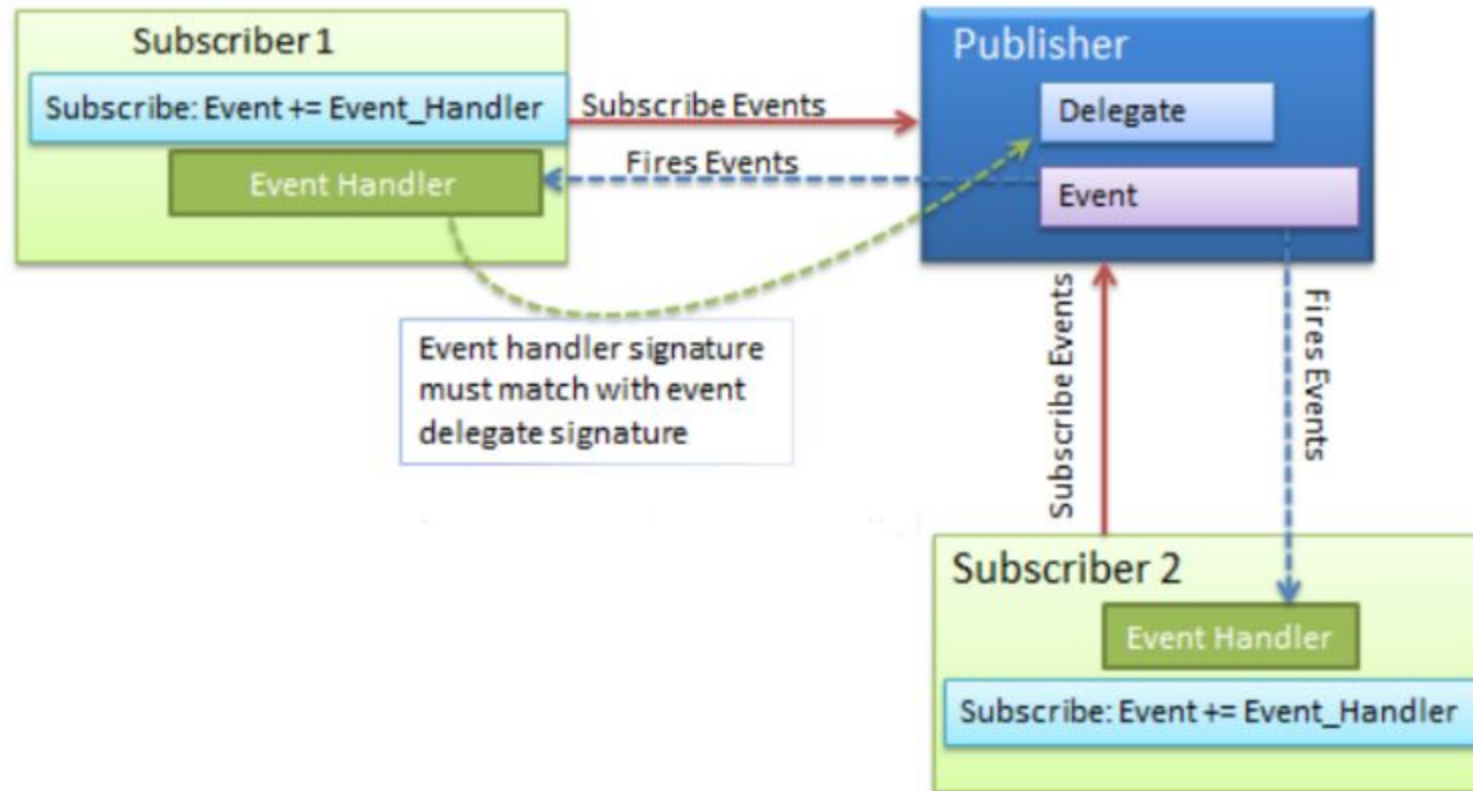 Subscriber 1
Subscribe: Event += Event_Handler
Event Handler
Subscribe Events
Fires Events
Publisher
Delegate
Event
Event handler signature
must match with event
delegate signature
Subscribe Events
Fires Events
Subscriber 2
Event Handler
Subscribe: Event += Event_Handler